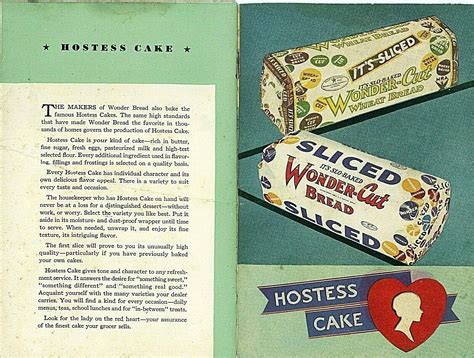 ★ HOSTESS CAKE ★
THE MAKERS of Wonder Bread also bake the
famous Hostess Cakes. The same high standards
that have made Wonder Bread the favorite in thou-
sands of homes govern the production of Hostess Cake.
Hostess Cake is your kind of cake—rich in butter,
fine sugar, fresh eggs, pasteurized milk and high-test
selected flour. Every additional ingredient used in flavor-
ing, fillings and frostings is selected on a quality basis.
Every Hostess Cake has individual character and its
own delicious flavor appeal. There is a variety to suit
every taste and occasion.
The housekeeper who has Hostess Cake on hand will
never be at a loss for a distinguished dessert—without
work, or worry. Select the variety you like best. Put it
aside in its moisture- and dust-proof wrapper until time
to serve. When needed, unwrap it, and enjoy its fine
texture, its intriguing flavor.
The first slice will prove to you its unusually high
quality—particularly if you have previously baked
your own cakes.
Hostess Cake gives tone and character to any refresh-
ment service. It answers the desire for "something sweet,"
"something different" and "something real good."
Acquaint yourself with the many varieties your dealer
carries. You will find a kind for every occasion—daily
menus, teas, school lunches and for "in-between" treats.
Look for the lady on the red heart—your assurance
of the finest cake your grocer sells.
WHEAT BREAD
IT'S-SLICED
IT'S SLO-BAKED
WONDER-Cut
WHEAT BREAD
SLICED
IT'S SLO-BAKED
WONDER-Cut
BREAD
SLICED
HOSTESS
CAKE